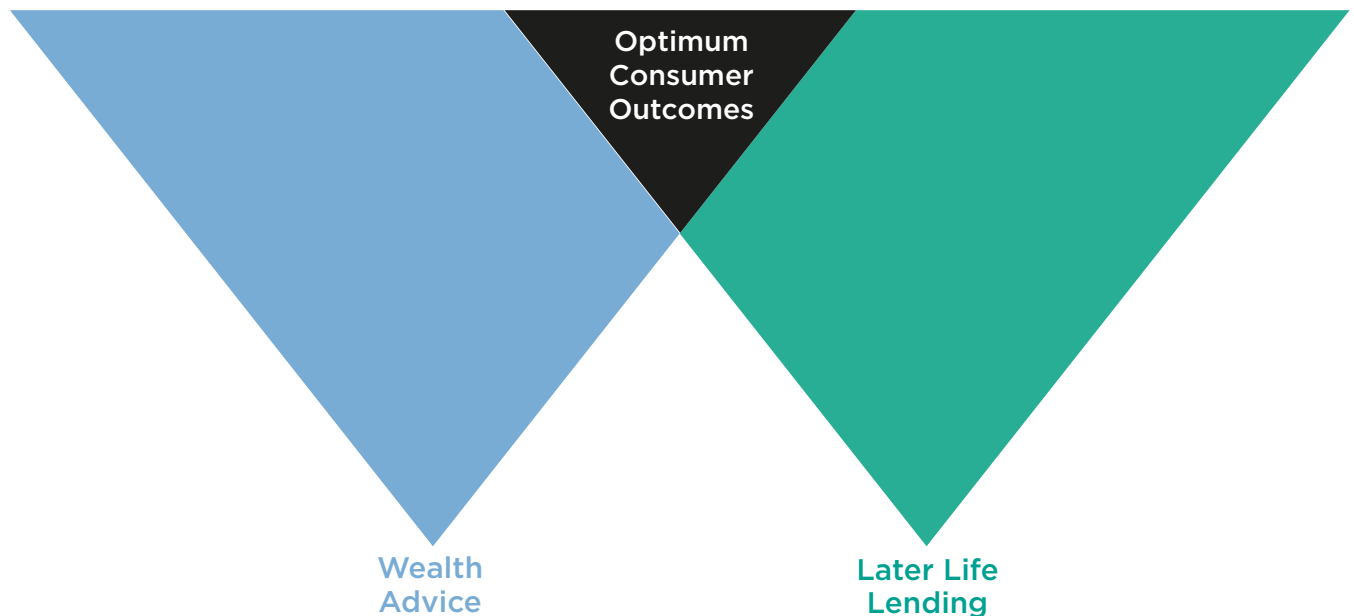 Optimum
Consumer
Outcomes
Wealth
Advice
Later Life
Lending